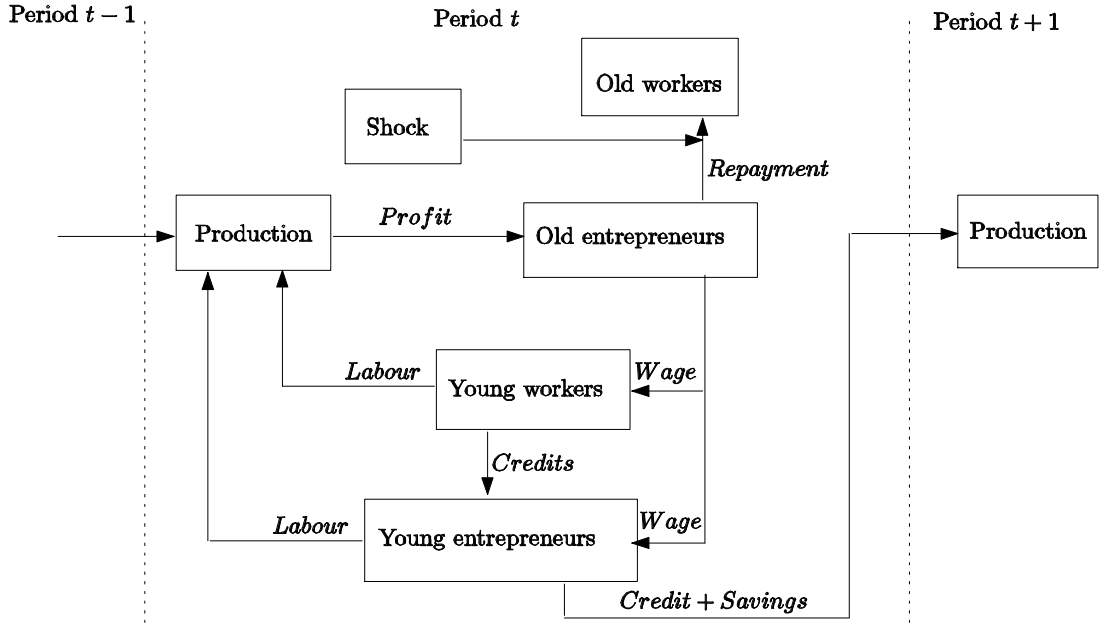 Period t − 1
Period t
Period t + 1
Old workers
Shock
Repayment
Production
Profit
Old entrepreneurs
Production
Labour
Young workers
Wage
Credits
Labour
Young entrepreneurs
Wage
Credit + Savings